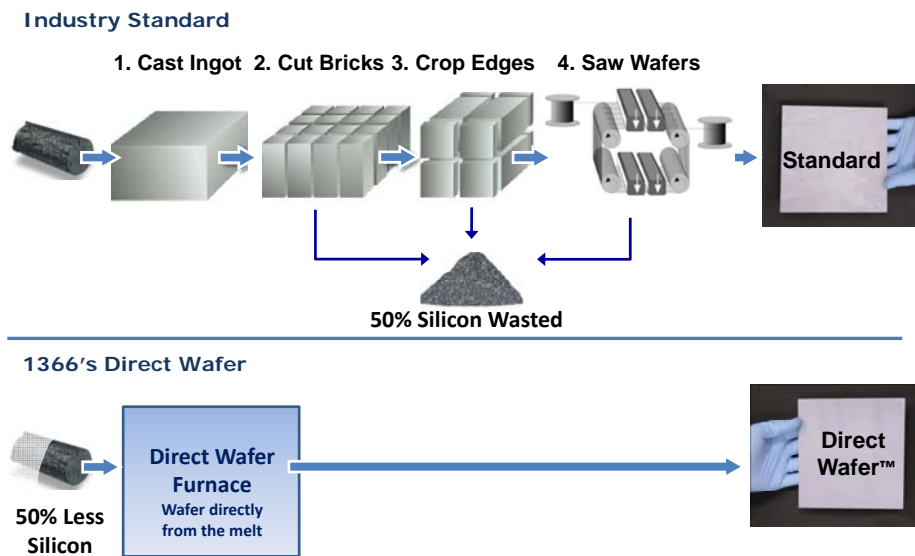 Industry Standard
1. Cast Ingot 2. Cut Bricks 3. Crop Edges 4. Saw Wafers
Standard
50% Silicon Wasted
1366's Direct Wafer
Direct Wafer
Furnace
Wafer directly
from the melt
50% Less
Silicon
Direct
Wafer™